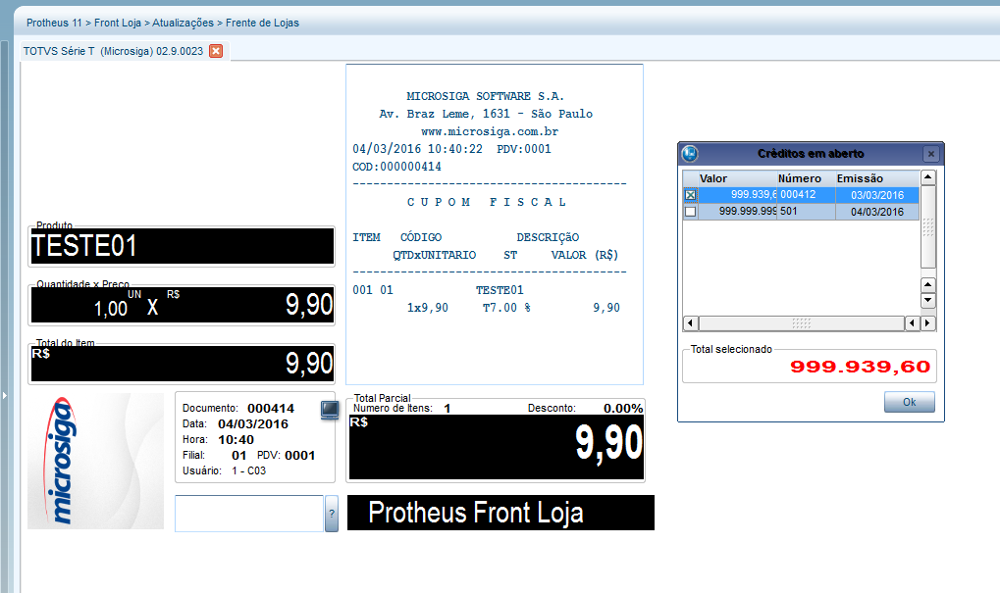 Protheus 11 > Front Loja > Atualizações > Frente de Lojas
TOTVS Série T (Microsiga) 02.9.0023
MICROSIGA SOFTWARE S.A.
Av. Braz Leme, 1631 - São Paulo
www.microsiga.com.br
04/03/2016 10:40:22 PDV:0001
COD:000000414
----------------------------------------
C U P O M F I S C A L
ITEM CÓDIGO DESCRIÇÃO
QTDxUNITARIO ST VALOR (R$)
----------------------------------------
001 01 TESTE01
1x9,90 T7.00 % 9,90
Produto
TESTE01
Quantidade x Preço
1,00 UN X R$ 9,90
Total do Item
R$ 9,90
microsiga
Documento: 000414
Data: 04/03/2016
Hora: 10:40
Filial: 01 PDV: 0001
Usuário: 1 - C03
?
Total Parcial
Numero de Itens: 1 Desconto: 0.00%
R$ 9,90
Protheus Front Loja
Créditos em aberto
Valor Número Emissão
999.939,6 000412 03/03/2016
999.999.999 501 04/03/2016
Total selecionado
999.939,60
Ok